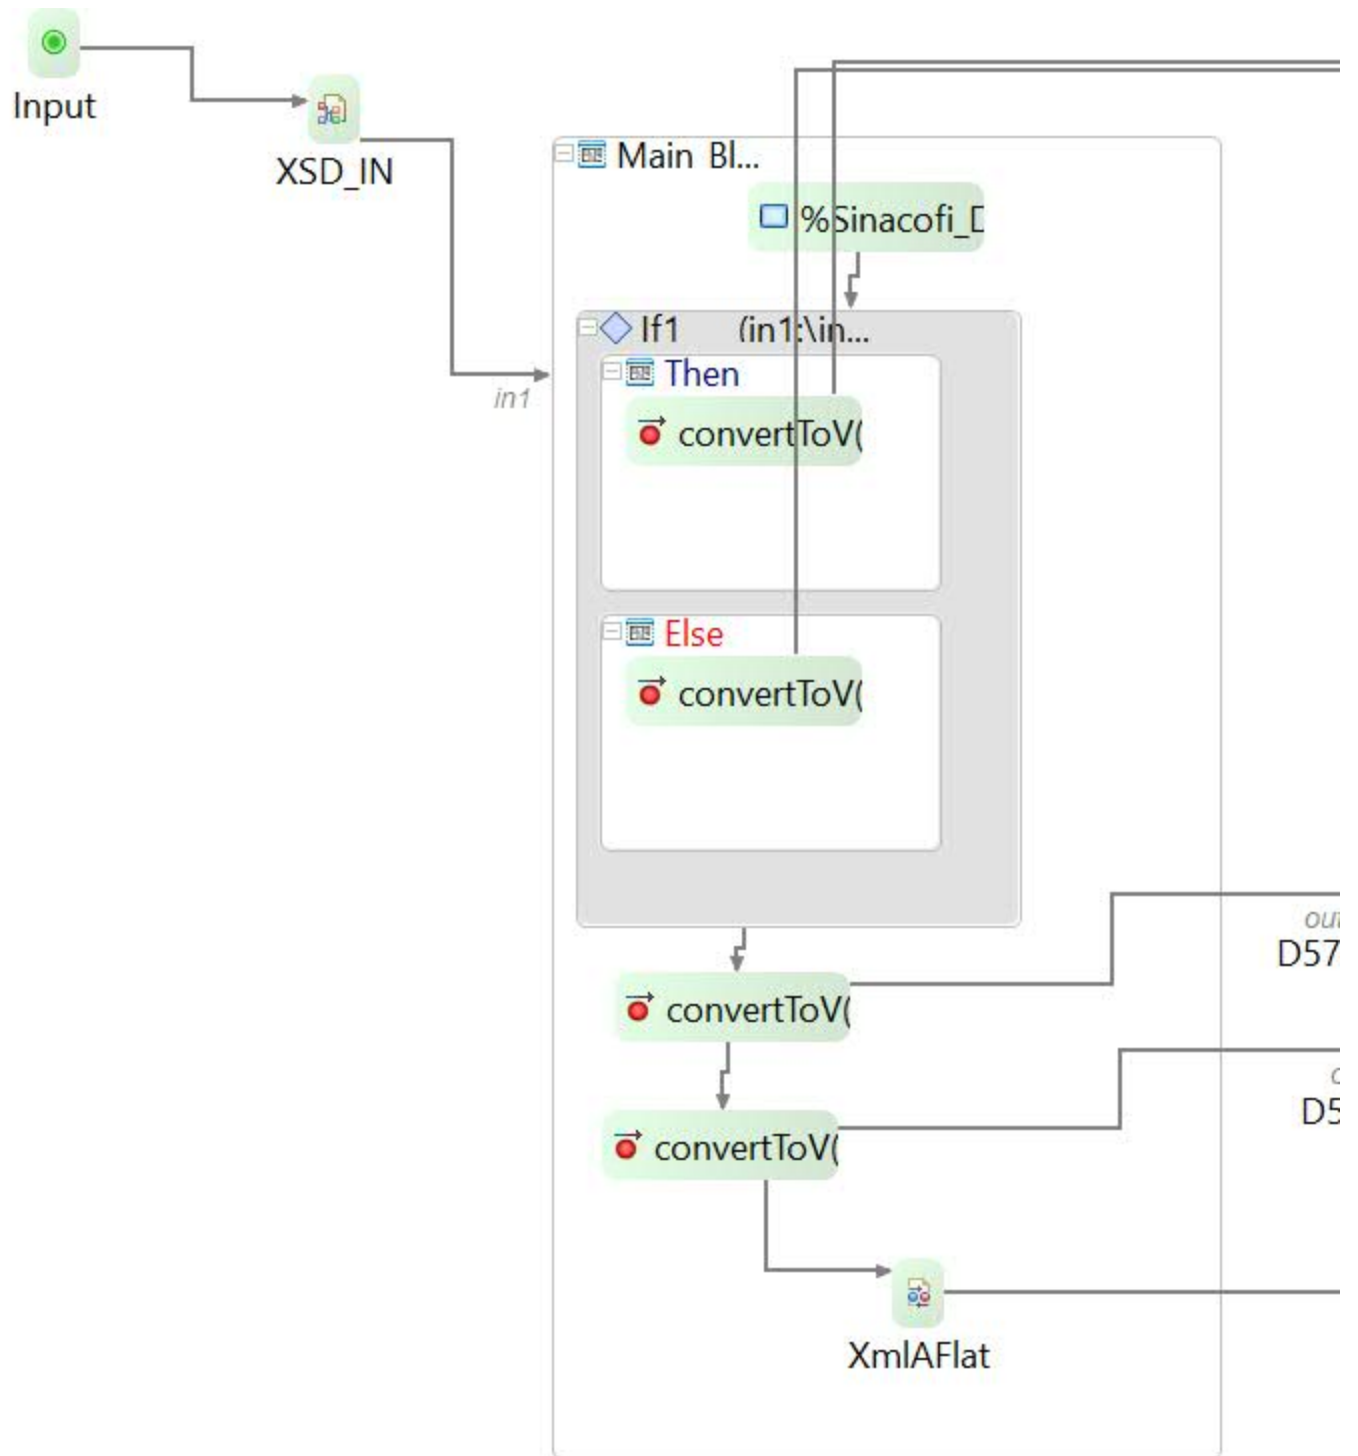 Input
XSD_IN
in1
Main Bl...
%Sinacofi_D
If1 (in1:\in...
Then
convertToV(
Else
convertToV(
out
D57
convertToV(
D5
convertToV(
XmlAFlat